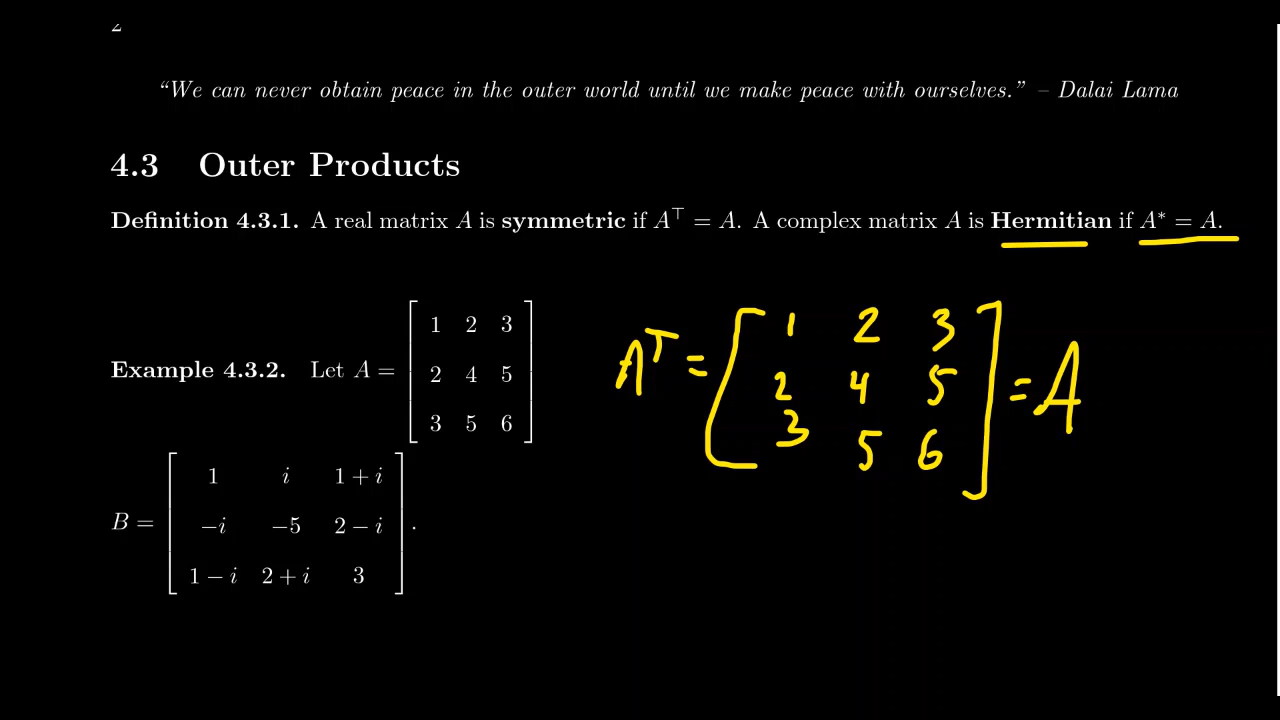 “We can never obtain peace in the outer world until we make peace with ourselves.” – Dalai Lama
4.3 Outer Products
Definition 4.3.1. A real matrix A is symmetric if A⊤ = A. A complex matrix A is Hermitian if A* = A.
Example 4.3.2. Let A = [
1 2 3
2 4 5
3 5 6
]
Aᵀ = [
1 2 3
2 4 5
3 5 6
] = A
B = [
1 i 1 + i
−i −5 2 − i
1 − i 2 + i 3
].